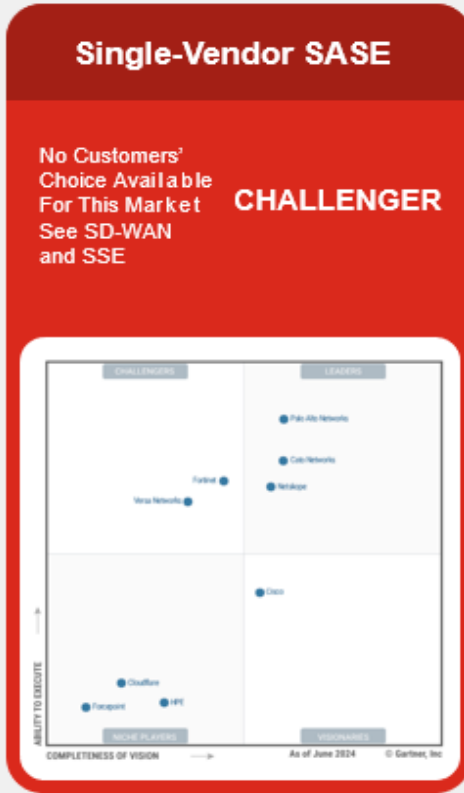 Single-Vendor SASE
No Customers'
Choice Available
For This Market
See SD-WAN
and SSE
CHALLENGER
CHALLENGERS
LEADERS
Palo Alto Networks
Cato Networks
Fortinet
Netskope
Versa Networks
Cisco
Cloudflare
HPE
Forcepoint
NICHE PLAYERS
VISIONARIES
ABILITY TO EXECUTE
COMPLETENESS OF VISION
As of June 2024
© Gartner, Inc